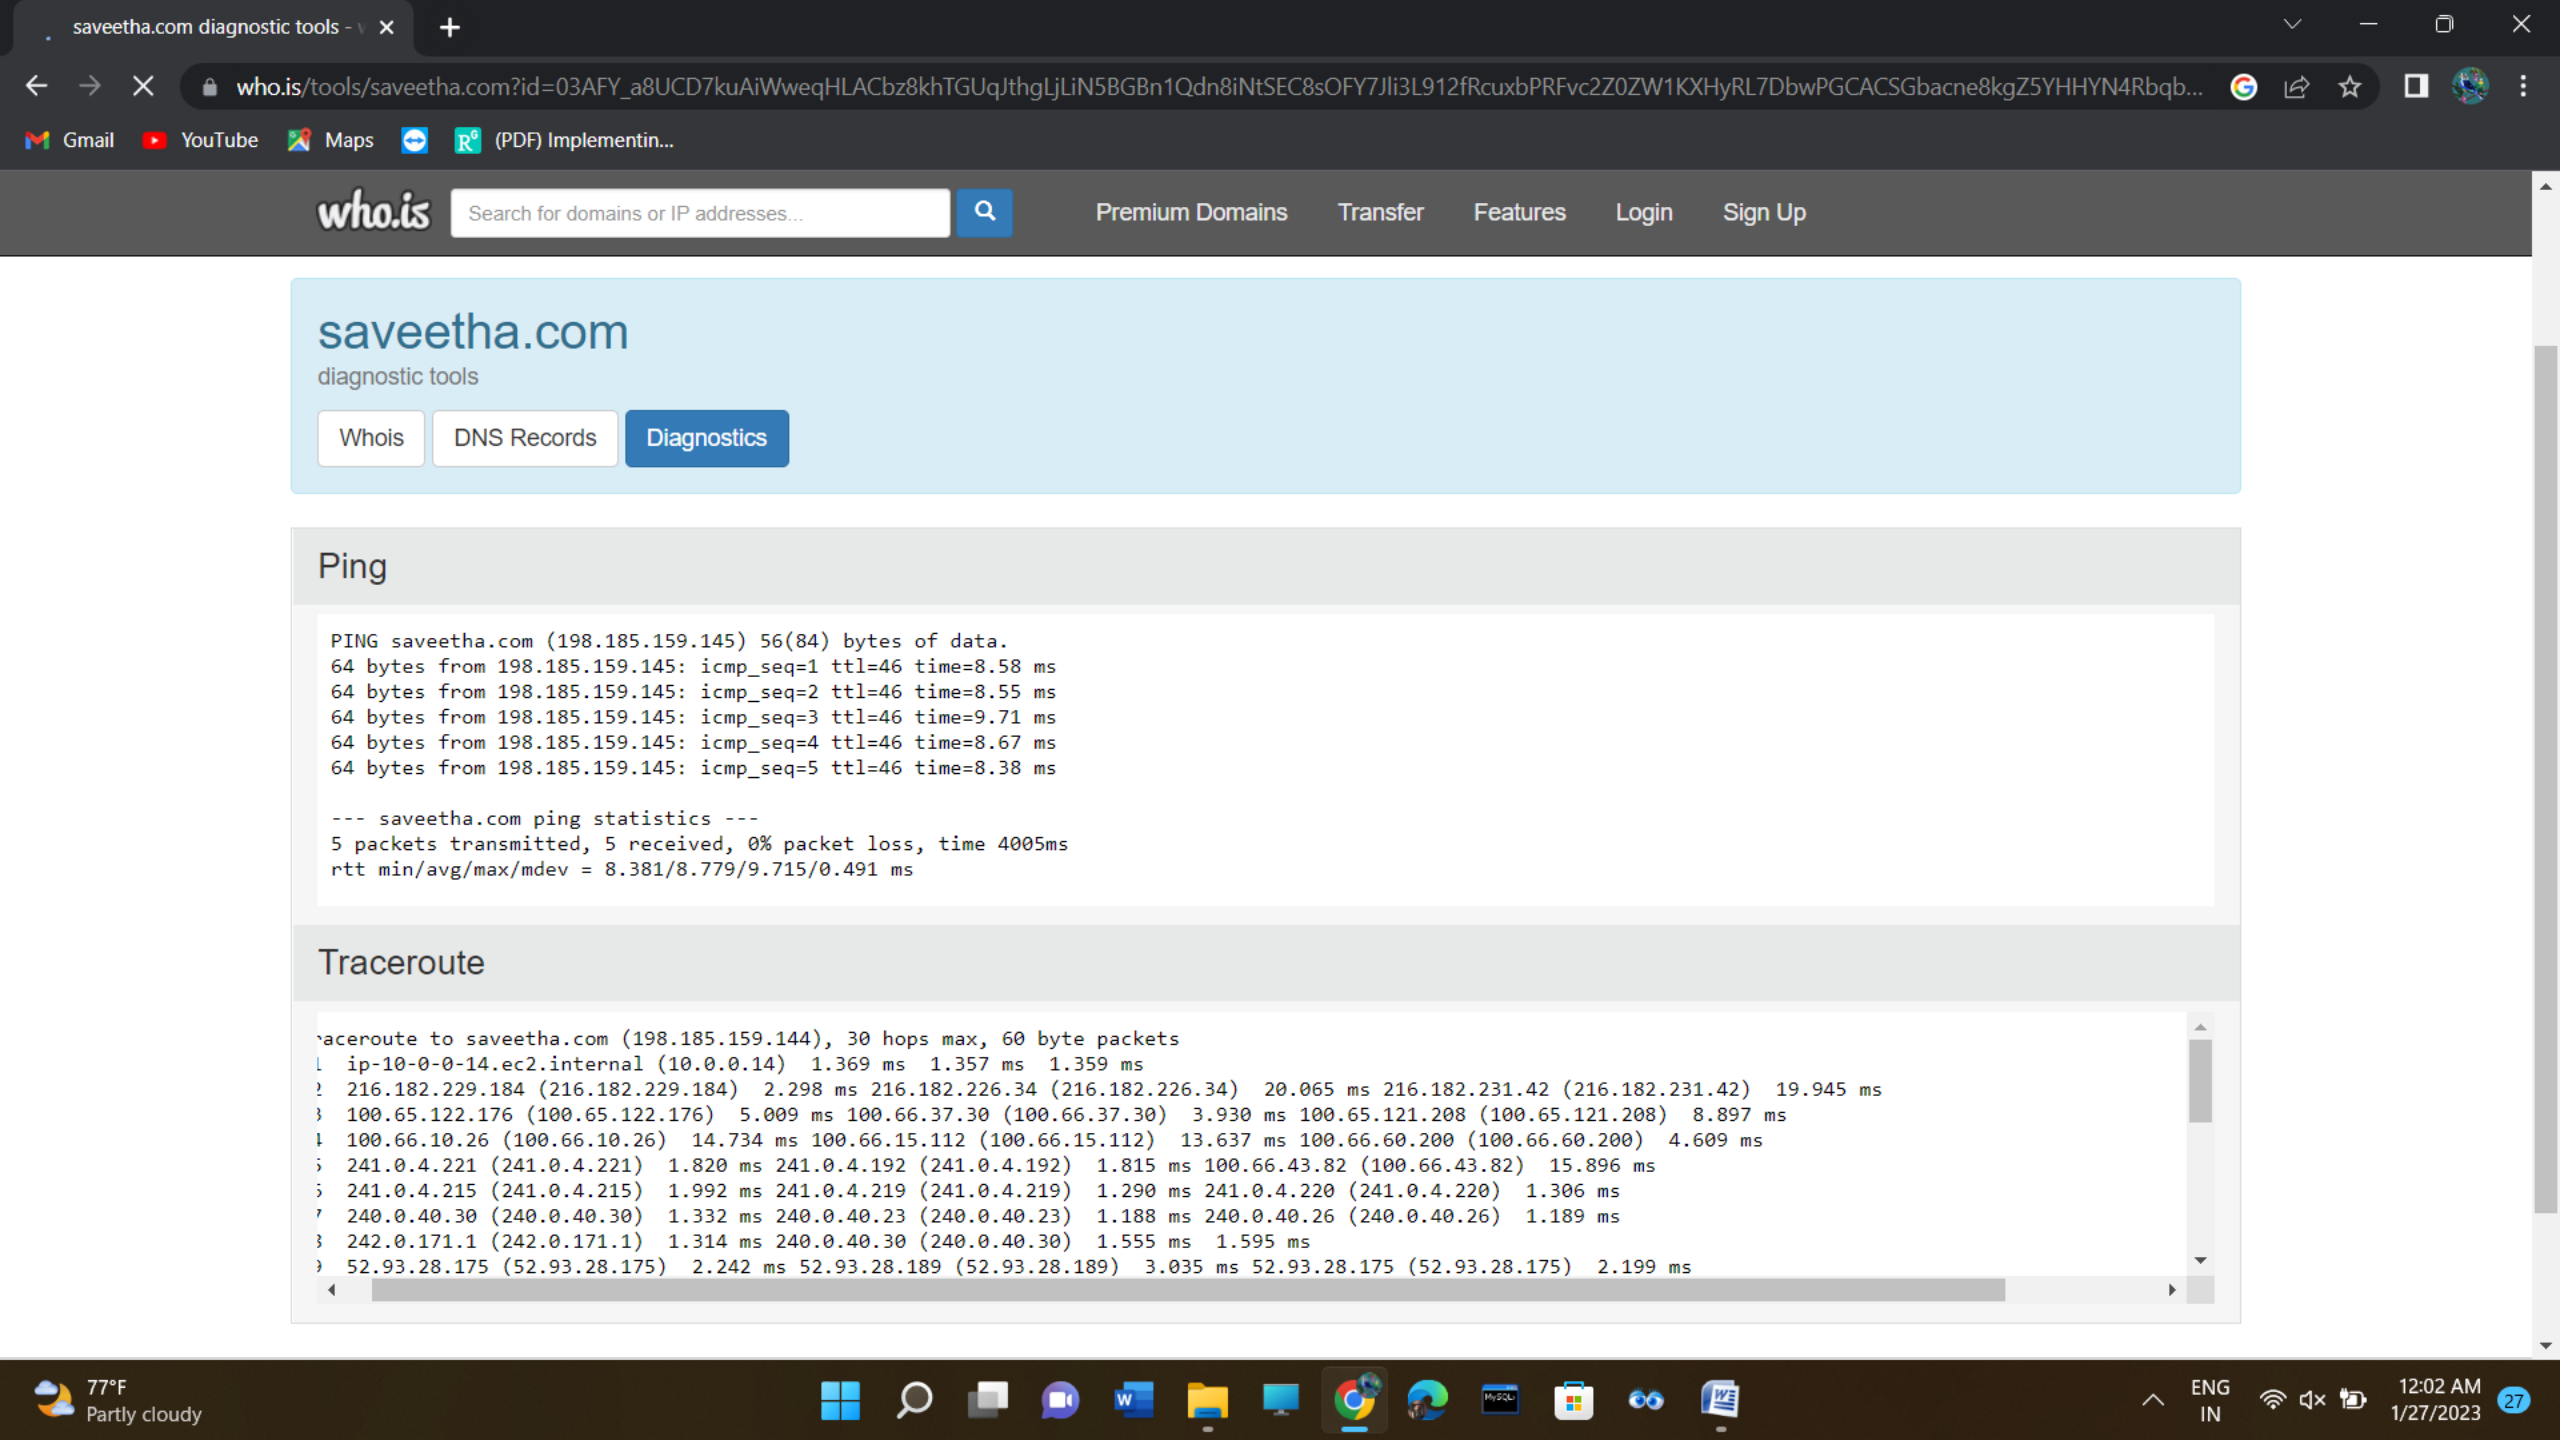 saveetha.com diagnostic tools -
who.is/tools/saveetha.com?id=03AFY_a8UCD7kuAiWweqHLACbz8khTGUqJthgLjLiN5BGBn1Qdn8iNtSEC8sOFY7Jli3L912fRcuxbPRFvc2Z0ZW1KXHyRL7DbwPGCACSGbacne8kgZ5YHHYN4Rbqb...
Gmail YouTube Maps (PDF) Implementin...
who.is Search for domains or IP addresses... Premium Domains Transfer Features Login Sign Up
saveetha.com
diagnostic tools
Whois DNS Records Diagnostics
Ping
PING saveetha.com (198.185.159.145) 56(84) bytes of data.
64 bytes from 198.185.159.145: icmp_seq=1 ttl=46 time=8.58 ms
64 bytes from 198.185.159.145: icmp_seq=2 ttl=46 time=8.55 ms
64 bytes from 198.185.159.145: icmp_seq=3 ttl=46 time=9.71 ms
64 bytes from 198.185.159.145: icmp_seq=4 ttl=46 time=8.67 ms
64 bytes from 198.185.159.145: icmp_seq=5 ttl=46 time=8.38 ms
--- saveetha.com ping statistics ---
5 packets transmitted, 5 received, 0% packet loss, time 4005ms
rtt min/avg/max/mdev = 8.381/8.779/9.715/0.491 ms
Traceroute
raceroute to saveetha.com (198.185.159.144), 30 hops max, 60 byte packets
1 ip-10-0-0-14.ec2.internal (10.0.0.14) 1.369 ms 1.357 ms 1.359 ms
2 216.182.229.184 (216.182.229.184) 2.298 ms 216.182.226.34 (216.182.226.34) 20.065 ms 216.182.231.42 (216.182.231.42) 19.945 ms
3 100.65.122.176 (100.65.122.176) 5.009 ms 100.66.37.30 (100.66.37.30) 3.930 ms 100.65.121.208 (100.65.121.208) 8.897 ms
4 100.66.10.26 (100.66.10.26) 14.734 ms 100.66.15.112 (100.66.15.112) 13.637 ms 100.66.60.200 (100.66.60.200) 4.609 ms
5 241.0.4.221 (241.0.4.221) 1.820 ms 241.0.4.192 (241.0.4.192) 1.815 ms 100.66.43.82 (100.66.43.82) 15.896 ms
6 241.0.4.215 (241.0.4.215) 1.992 ms 241.0.4.219 (241.0.4.219) 1.290 ms 241.0.4.220 (241.0.4.220) 1.306 ms
7 240.0.40.30 (240.0.40.30) 1.332 ms 240.0.40.23 (240.0.40.23) 1.188 ms 240.0.40.26 (240.0.40.26) 1.189 ms
8 242.0.171.1 (242.0.171.1) 1.314 ms 240.0.40.30 (240.0.40.30) 1.555 ms 1.595 ms
9 52.93.28.175 (52.93.28.175) 2.242 ms 52.93.28.189 (52.93.28.189) 3.035 ms 52.93.28.175 (52.93.28.175) 2.199 ms
77°F
Partly cloudy
ENG
IN
12:02 AM
1/27/2023
27